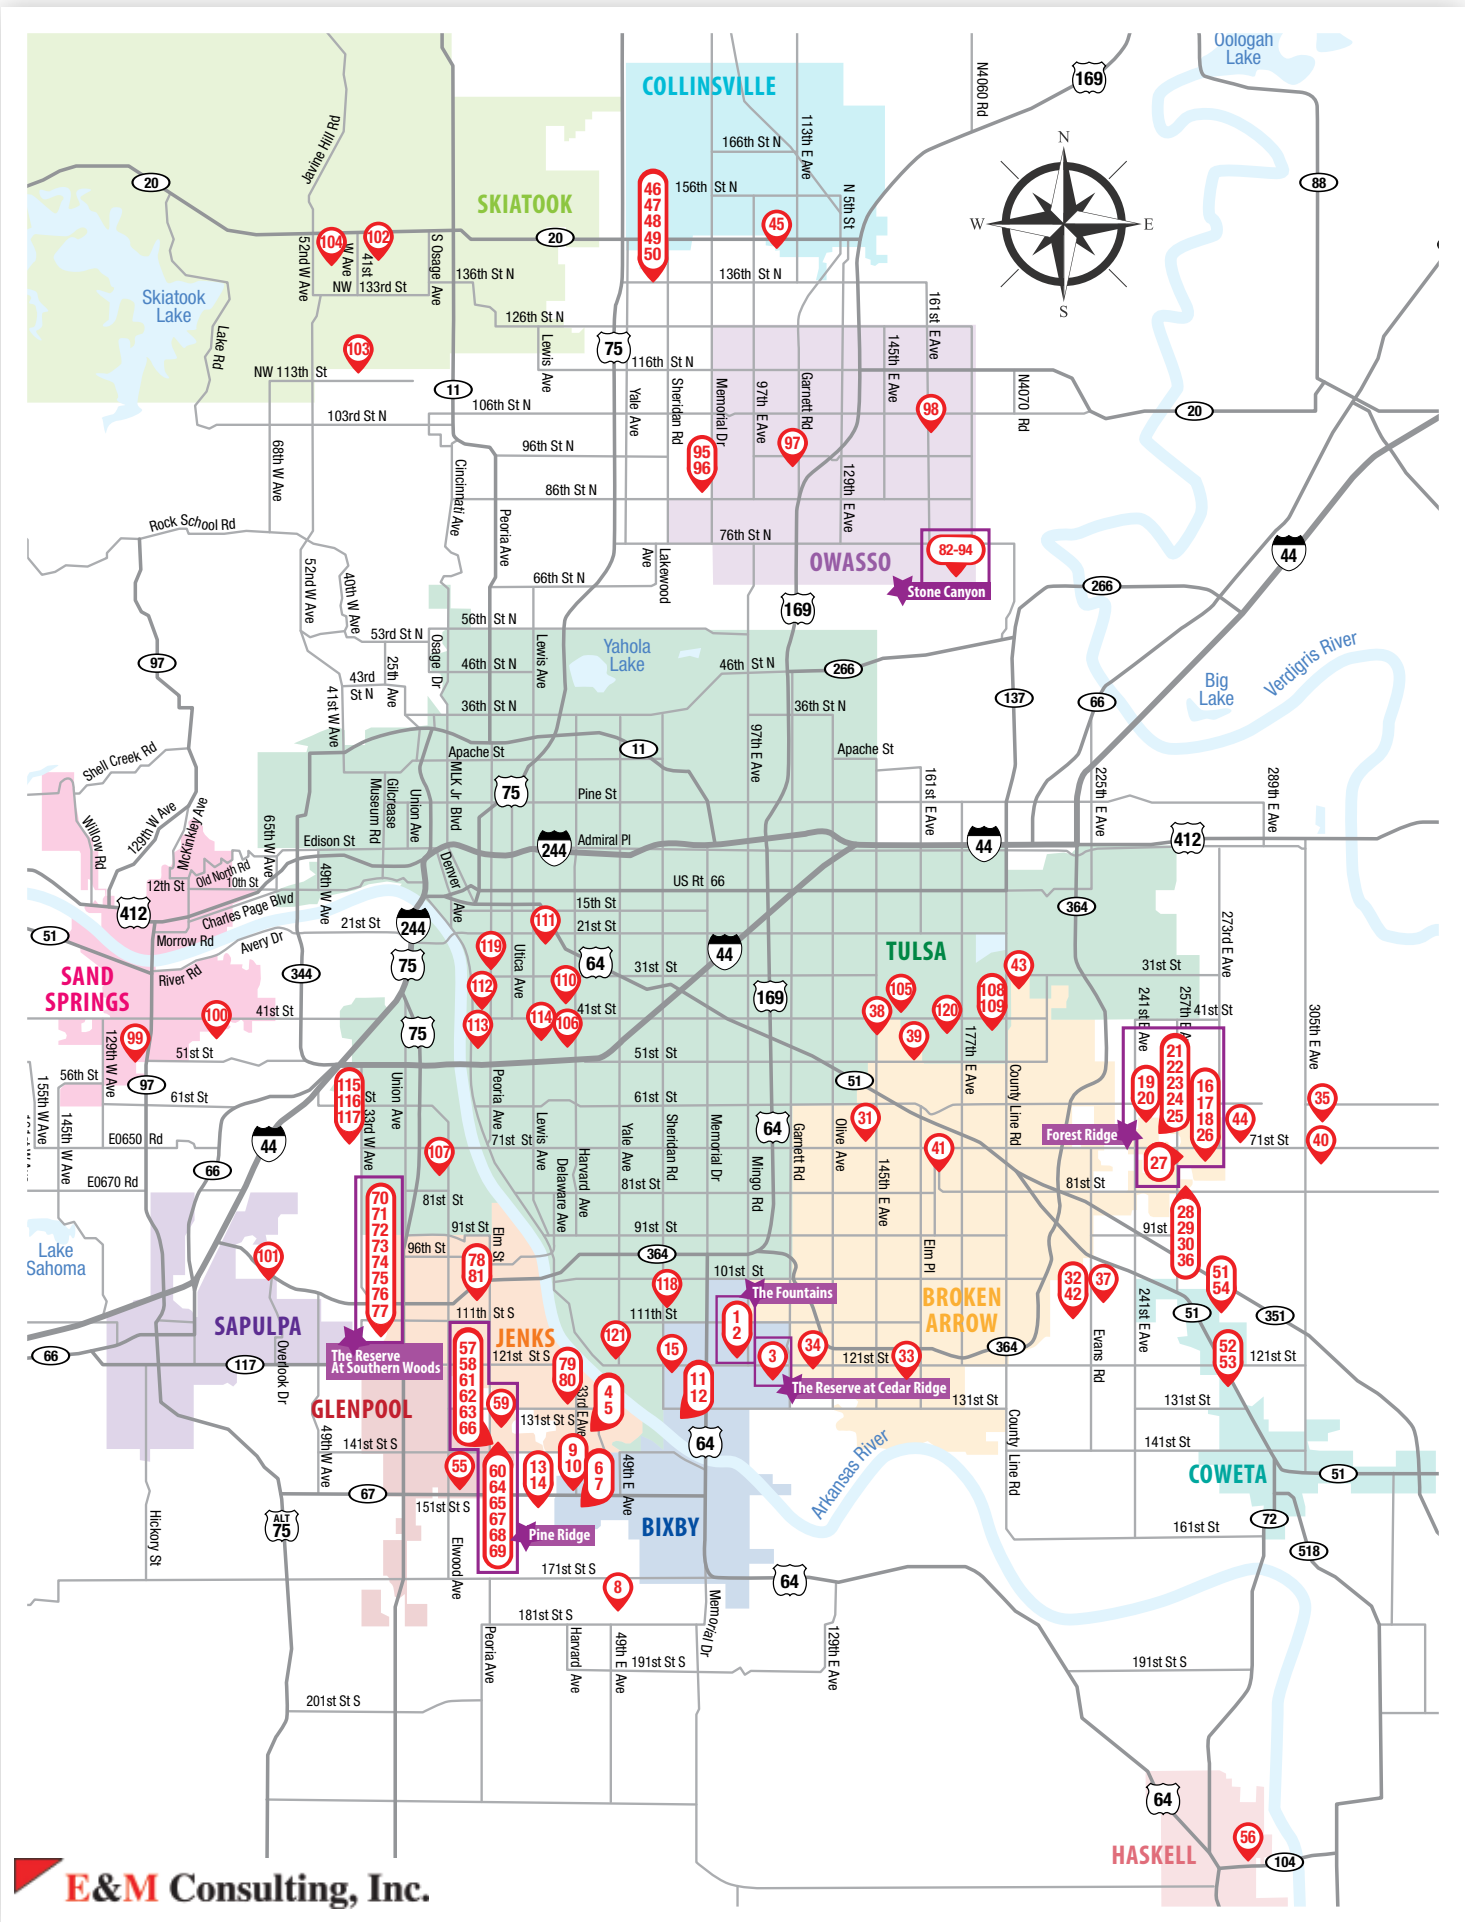 Oologah
Lake
COLLINSVILLE
169
N4060 Rd
113th E Ave
166th St N
Javine Hill Rd
N
W
E
S
20
88
46
47
48
49
50
156th St N
N 5th St
SKIATOOK
45
104
102
20
52nd W Ave
W Ave
41st
S Osage Ave
136th St N
136th St N
NW 133rd St
Skiatook
Lake
161st E Ave
126th St N
Lake Rd
Lewis Ave
75
145th E Ave
103
116th St N
NW 113th St
11
Yale Ave
Sheridan Rd
Memorial Dr
97th E Ave
Garnett Rd
N4070 Rd
106th St N
98
20
103rd St N
68th W Ave
96th St N
95
96
97
Cincinnati Ave
129th E Ave
86th St N
Peoria Ave
Rock School Rd
76th St N
OWASSO
82-94
44
Stone Canyon
52nd W Ave
40th W Ave
Lakewood
Ave
66th St N
266
169
56th St N
53rd St N
Osage Dr
Lewis Ave
Yahola
Lake
97
25th Ave
46th St N
46th St N
266
Verdigris River
Big
Lake
43rd
St N
41st W Ave
137
66
36th St N
36th St N
97th E Ave
Apache St
11
Apache St
Shell Creek Rd
MLK Jr Blvd
75
Museum Rd
Gilcrease
Union Ave
Pine St
161st E Ave
225th E Ave
289th E Ave
Willow Rd
129th W Ave
McKinkley Ave
65th W Ave
Edison St
244
Admiral Pl
44
412
Old North Rd
12th St
10th St
49th W Ave
Denver
Ave
US Rt 66
412
Charles Page Blvd
15th St
364
51
21st St
244
111
21st St
Morrow Rd
Avery Dr
273rd E Ave
SAND
SPRINGS
River Rd
344
75
119
Utica Ave
64
44
TULSA
31st St
43
31st St
112
110
169
105
108
109
241st E Ave
257th E A
41st St
305th E Ave
100
41st St
113
114
106
41st St
38
120
99
75
39
177th E Ave
129th W Ave
51st St
51st St
21
22
23
24
25
56th St
97
115
116
117
Union Ave
Peoria Ave
51
County Line Rd
19
20
16
17
18
26
35
155th W Ave
145th W Ave
61st St
St
33rd W Ave
61st St
Sheridan Rd
Memorial Dr
64
31
44
Forest Ridge
E0650 Rd
44
71st St
Lewis Ave
Yale Ave
Garnett Rd
Olive Ave
71st St
40
107
41
27
66
Delaware Ave
Harvard Ave
Mingo Rd
145th E Ave
E0670 Rd
81st St
81st St
81st St
70
71
72
73
74
75
76
77
28
29
30
36
91st St
91st St
91st
Elm St
Lake
Sahoma
101
96th St
364
Elm Pl
78
81
101st St
118
32
42
37
51
54
The Fountains
BROKEN
ARROW
241st E Ave
111th St S
111th St
1
2
51
351
SAPULPA
JENKS
The Reserve
At Southern Woods
57
58
61
62
63
66
121
15
34
33
364
Evans Rd
66
117
121st St S
79
80
3
121st St
52
53
121st St
Overlook Dr
11
12
The Reserve at Cedar Ridge
GLENPOOL
59
33rd E Ave
4
5
131st St
131st St
131st St S
County Line Rd
49th W Ave
141st St S
64
Arkansas River
141st St
55
60
64
65
67
68
69
13
14
9
10
6
7
49th E Ave
COWETA
51
67
151st St S
Hickory St
ALT
75
Pine Ridge
BIXBY
161st St
72
518
Elwood Ave
171st St S
64
8
Memorial Dr
181st St S
Peoria Ave
Harvard Ave
49th E Ave
129th E Ave
191st St S
191st St S
201st St S
64
56
HASKELL
104
E&M Consulting, Inc.